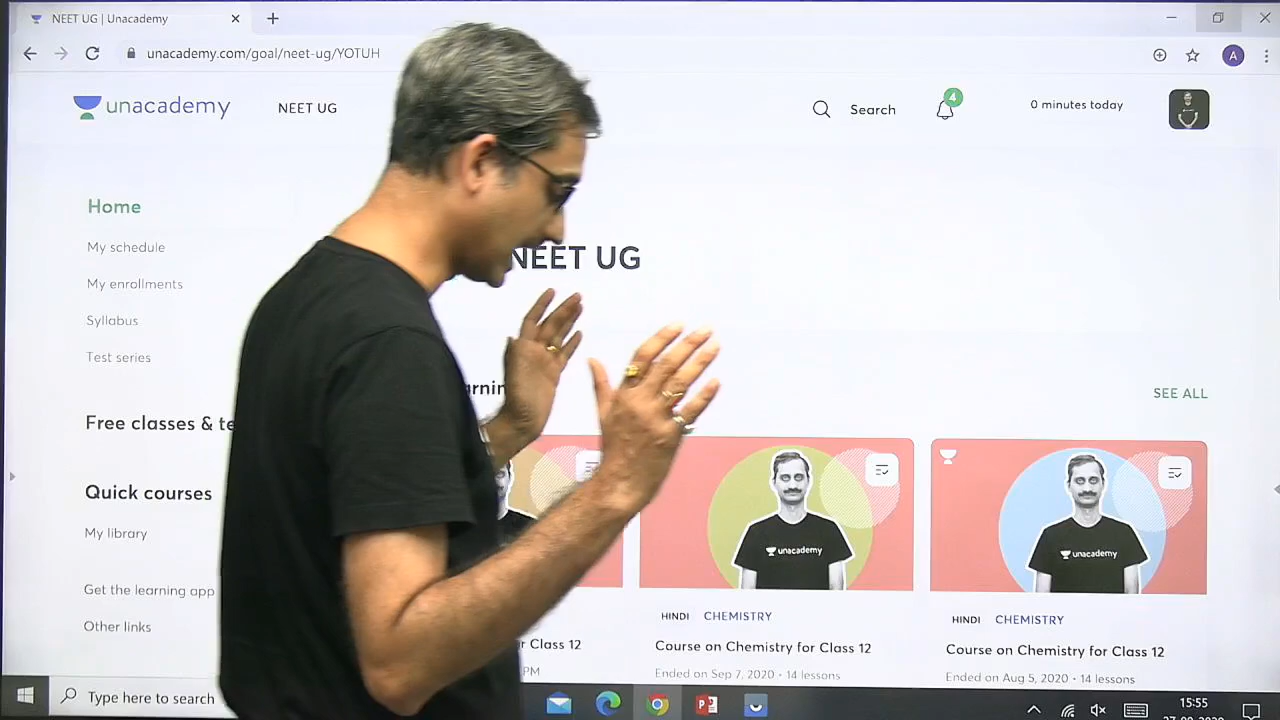 NEET UG | Unacademy
unacademy.com/goal/neet-ug/YOTUH
A
unacademy
NEET UG
Search
4
0 minutes today
Home
My schedule
My enrollments
Syllabus
Test series
NEET UG
SEE ALL
Free classes &
Quick courses
My library
Get the learning app
Other links
unacademy
unacademy
HINDI CHEMISTRY
HINDI CHEMISTRY
Class 12
Course on Chemistry for Class 12
Course on Chemistry for Class 12
PM
Ended on Sep 7, 2020 • 14 lessons
Ended on Aug 5, 2020 • 14 lessons
Type here to search
15:55